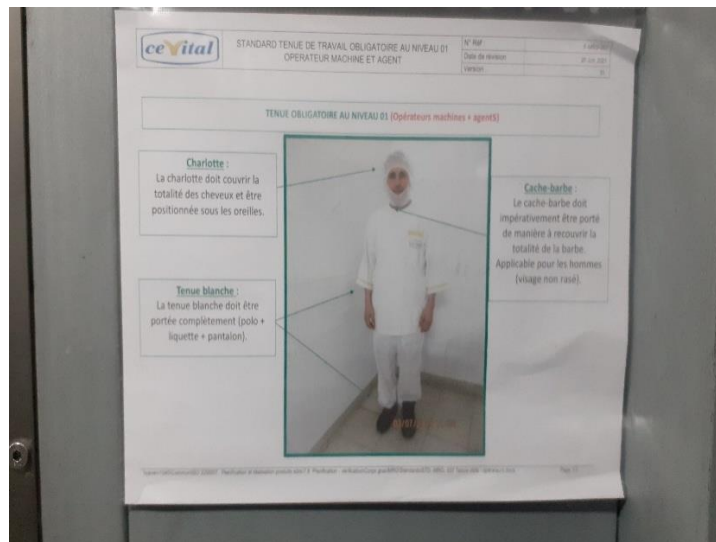 cevital
STANDARD TENUE DE TRAVAIL OBLIGATOIRE AU NIVEAU 01
OPERATEUR MACHINE ET AGENT
N° Réf
Date de révision
Version
TENUE OBLIGATOIRE AU NIVEAU 01 (Opérateurs machines + agentS)
Charlotte :
La charlotte doit couvrir la
totalité des cheveux et être
positionnée sous les oreilles.
Cache-barbe :
Le cache-barbe doit
impérativement être porté
de manière à recouvrir la
totalité de la barbe.
Applicable pour les hommes
(visage non rasé).
Tenue blanche :
La tenue blanche doit être
portée complètement (polo +
liquette + pantalon).
Page